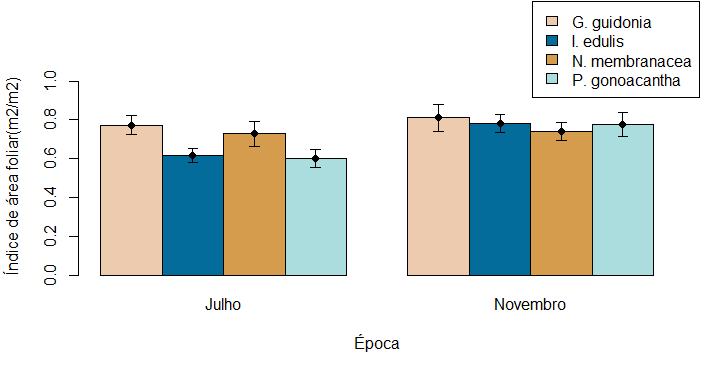 G. guidonia
I. edulis
N. membranacea
P. gonoacantha
Índice de área foliar(m2/m2)
1.0
0.8
0.6
0.4
0.2
0.0
Julho
Novembro
Época